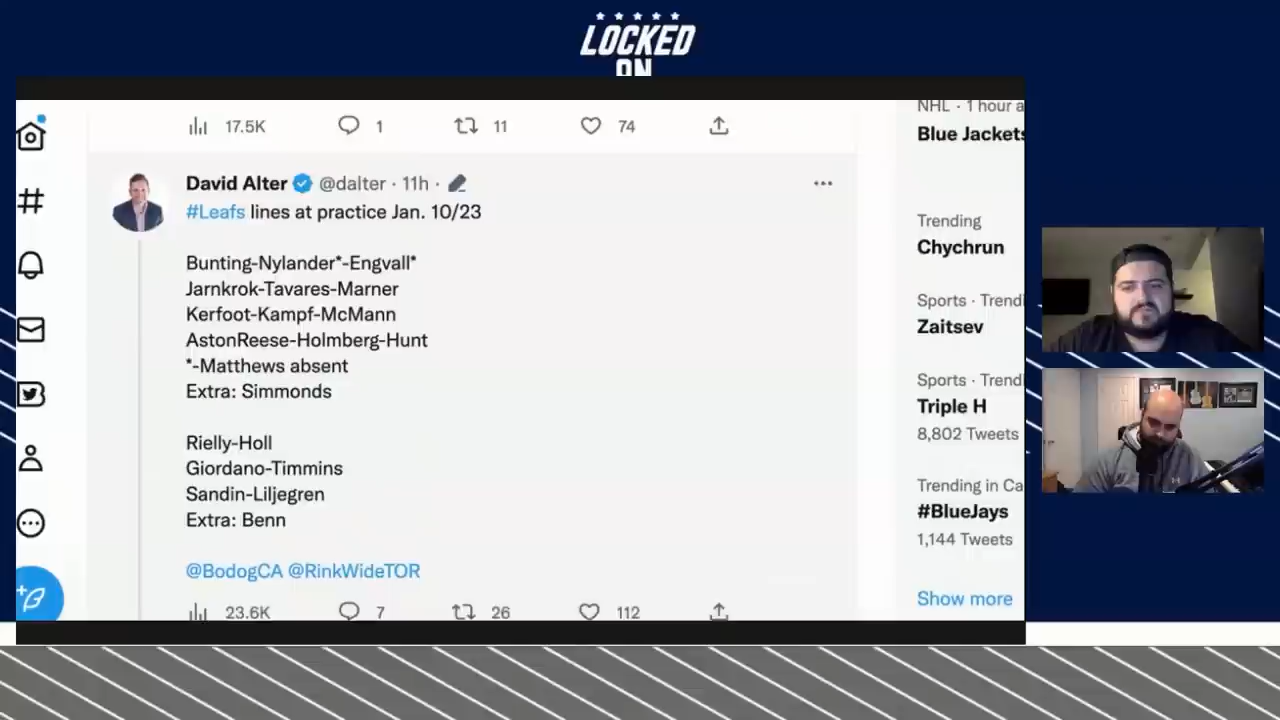 LOCKED
ON
17.5K 1 11 74
David Alter @dalter · 11h ·
#Leafs lines at practice Jan. 10/23
Bunting-Nylander*-Engvall*
Jarnkrok-Tavares-Marner
Kerfoot-Kampf-McMann
AstonReese-Holmberg-Hunt
*-Matthews absent
Extra: Simmonds
Rielly-Holl
Giordano-Timmins
Sandin-Liljegren
Extra: Benn
@BodogCA @RinkWideTOR
23.6K 7 26 112
NHL · 1 hour a
Blue Jackets
Trending
Chychrun
Sports · Trendi
Zaitsev
Sports · Trendi
Triple H
8,802 Tweets
Trending in Ca
#BlueJays
1,144 Tweets
Show more